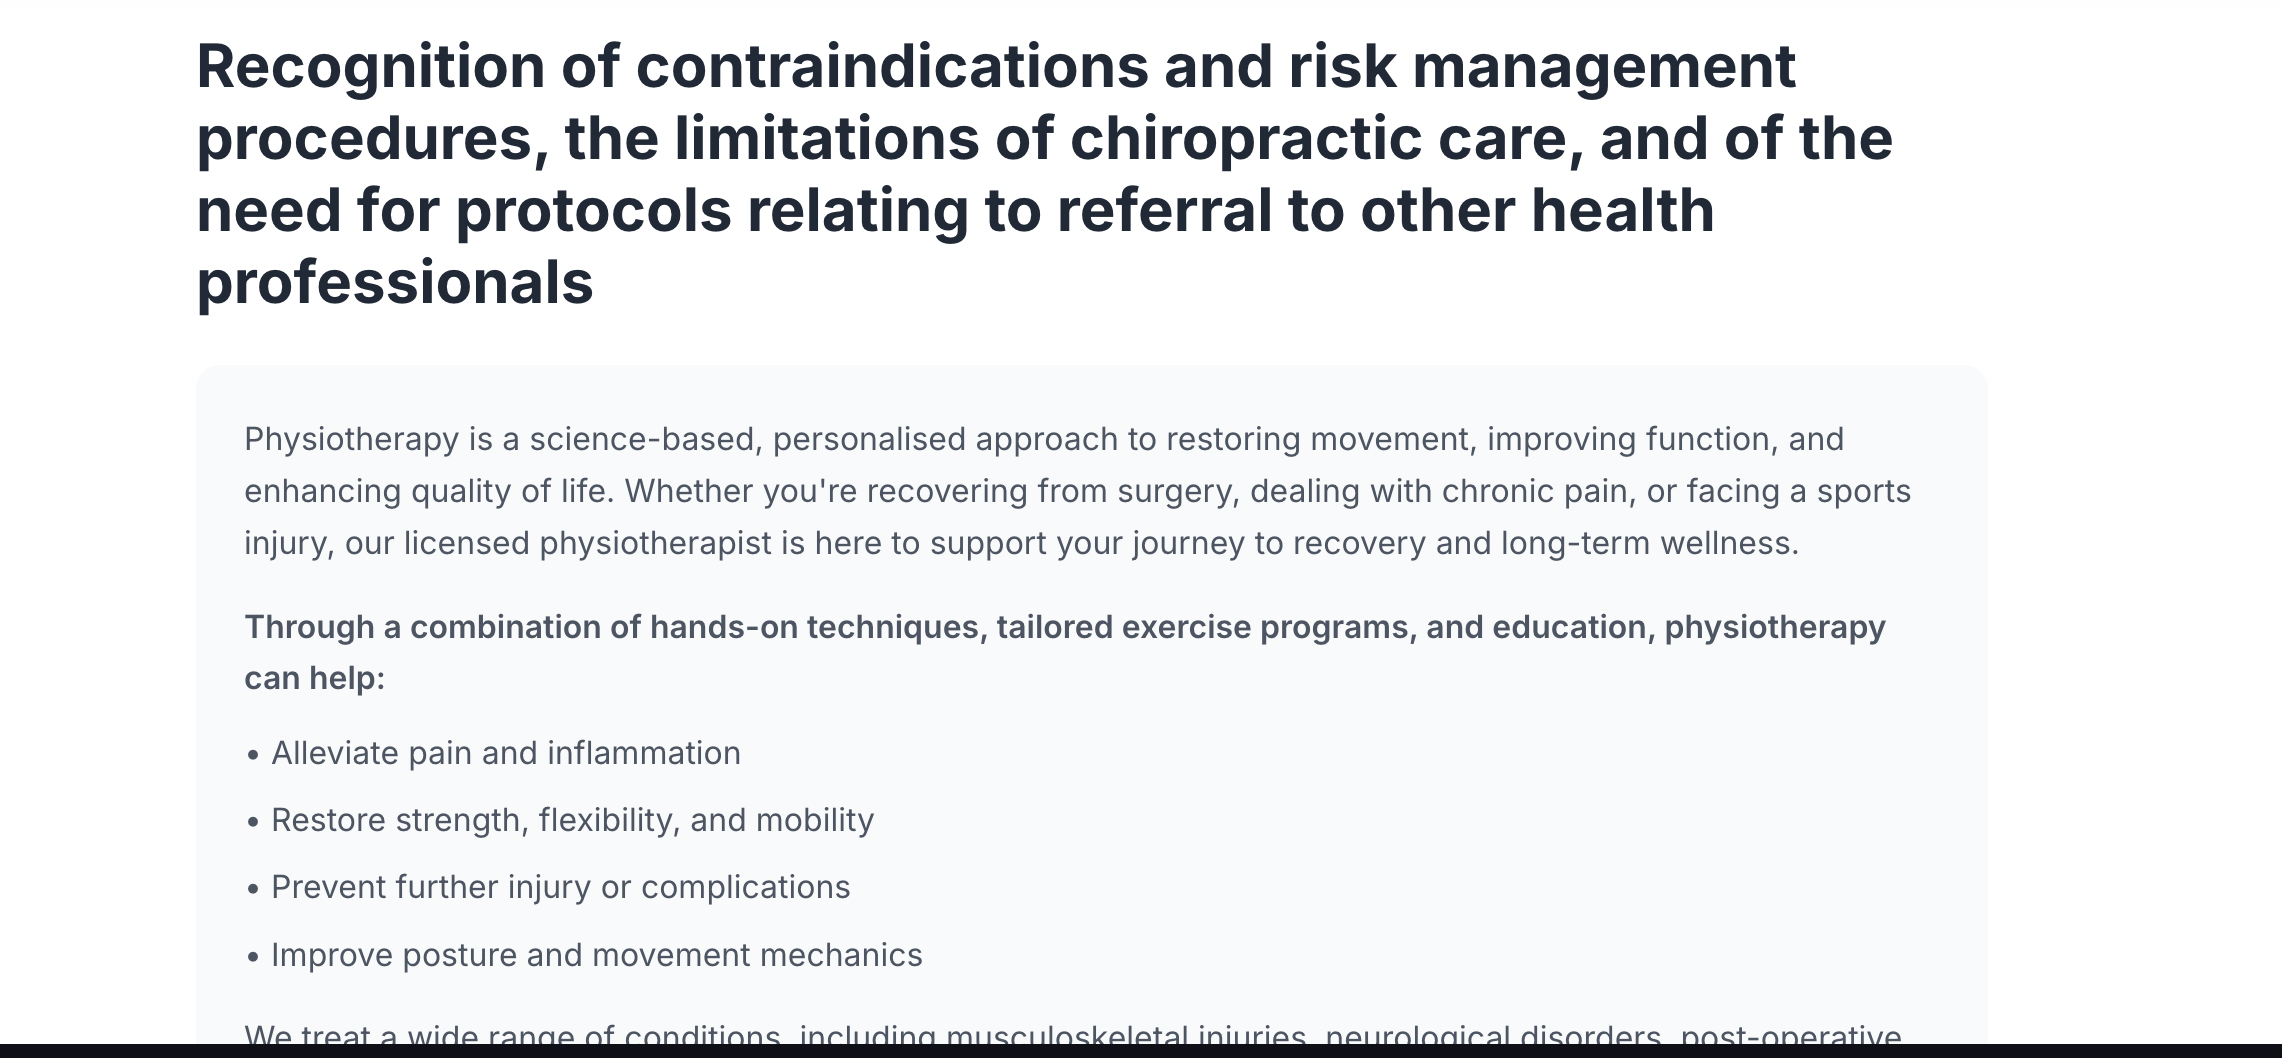 Recognition of contraindications and risk management
procedures, the limitations of chiropractic care, and of the
need for protocols relating to referral to other health
professionals
Physiotherapy is a science-based, personalised approach to restoring movement, improving function, and
enhancing quality of life. Whether you're recovering from surgery, dealing with chronic pain, or facing a sports
injury, our licensed physiotherapist is here to support your journey to recovery and long-term wellness.
Through a combination of hands-on techniques, tailored exercise programs, and education, physiotherapy
can help:
• Alleviate pain and inflammation
• Restore strength, flexibility, and mobility
• Prevent further injury or complications
• Improve posture and movement mechanics
We treat a wide range of conditions, including musculoskeletal injuries, neurological disorders, post-operative